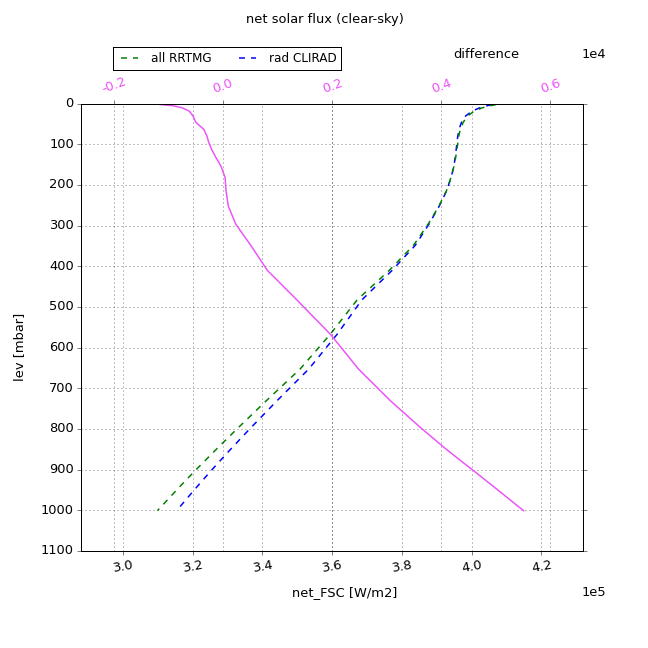 net solar flux (clear-sky)
all RRTMG rad CLIRAD difference 1e4
-0.2 0.0 0.2 0.4 0.6
0
100
200
300
400
500
600
700
800
900
1000
1100
lev [mbar]
3.0 3.2 3.4 3.6 3.8 4.0 4.2
net_FSC [W/m2] 1e5